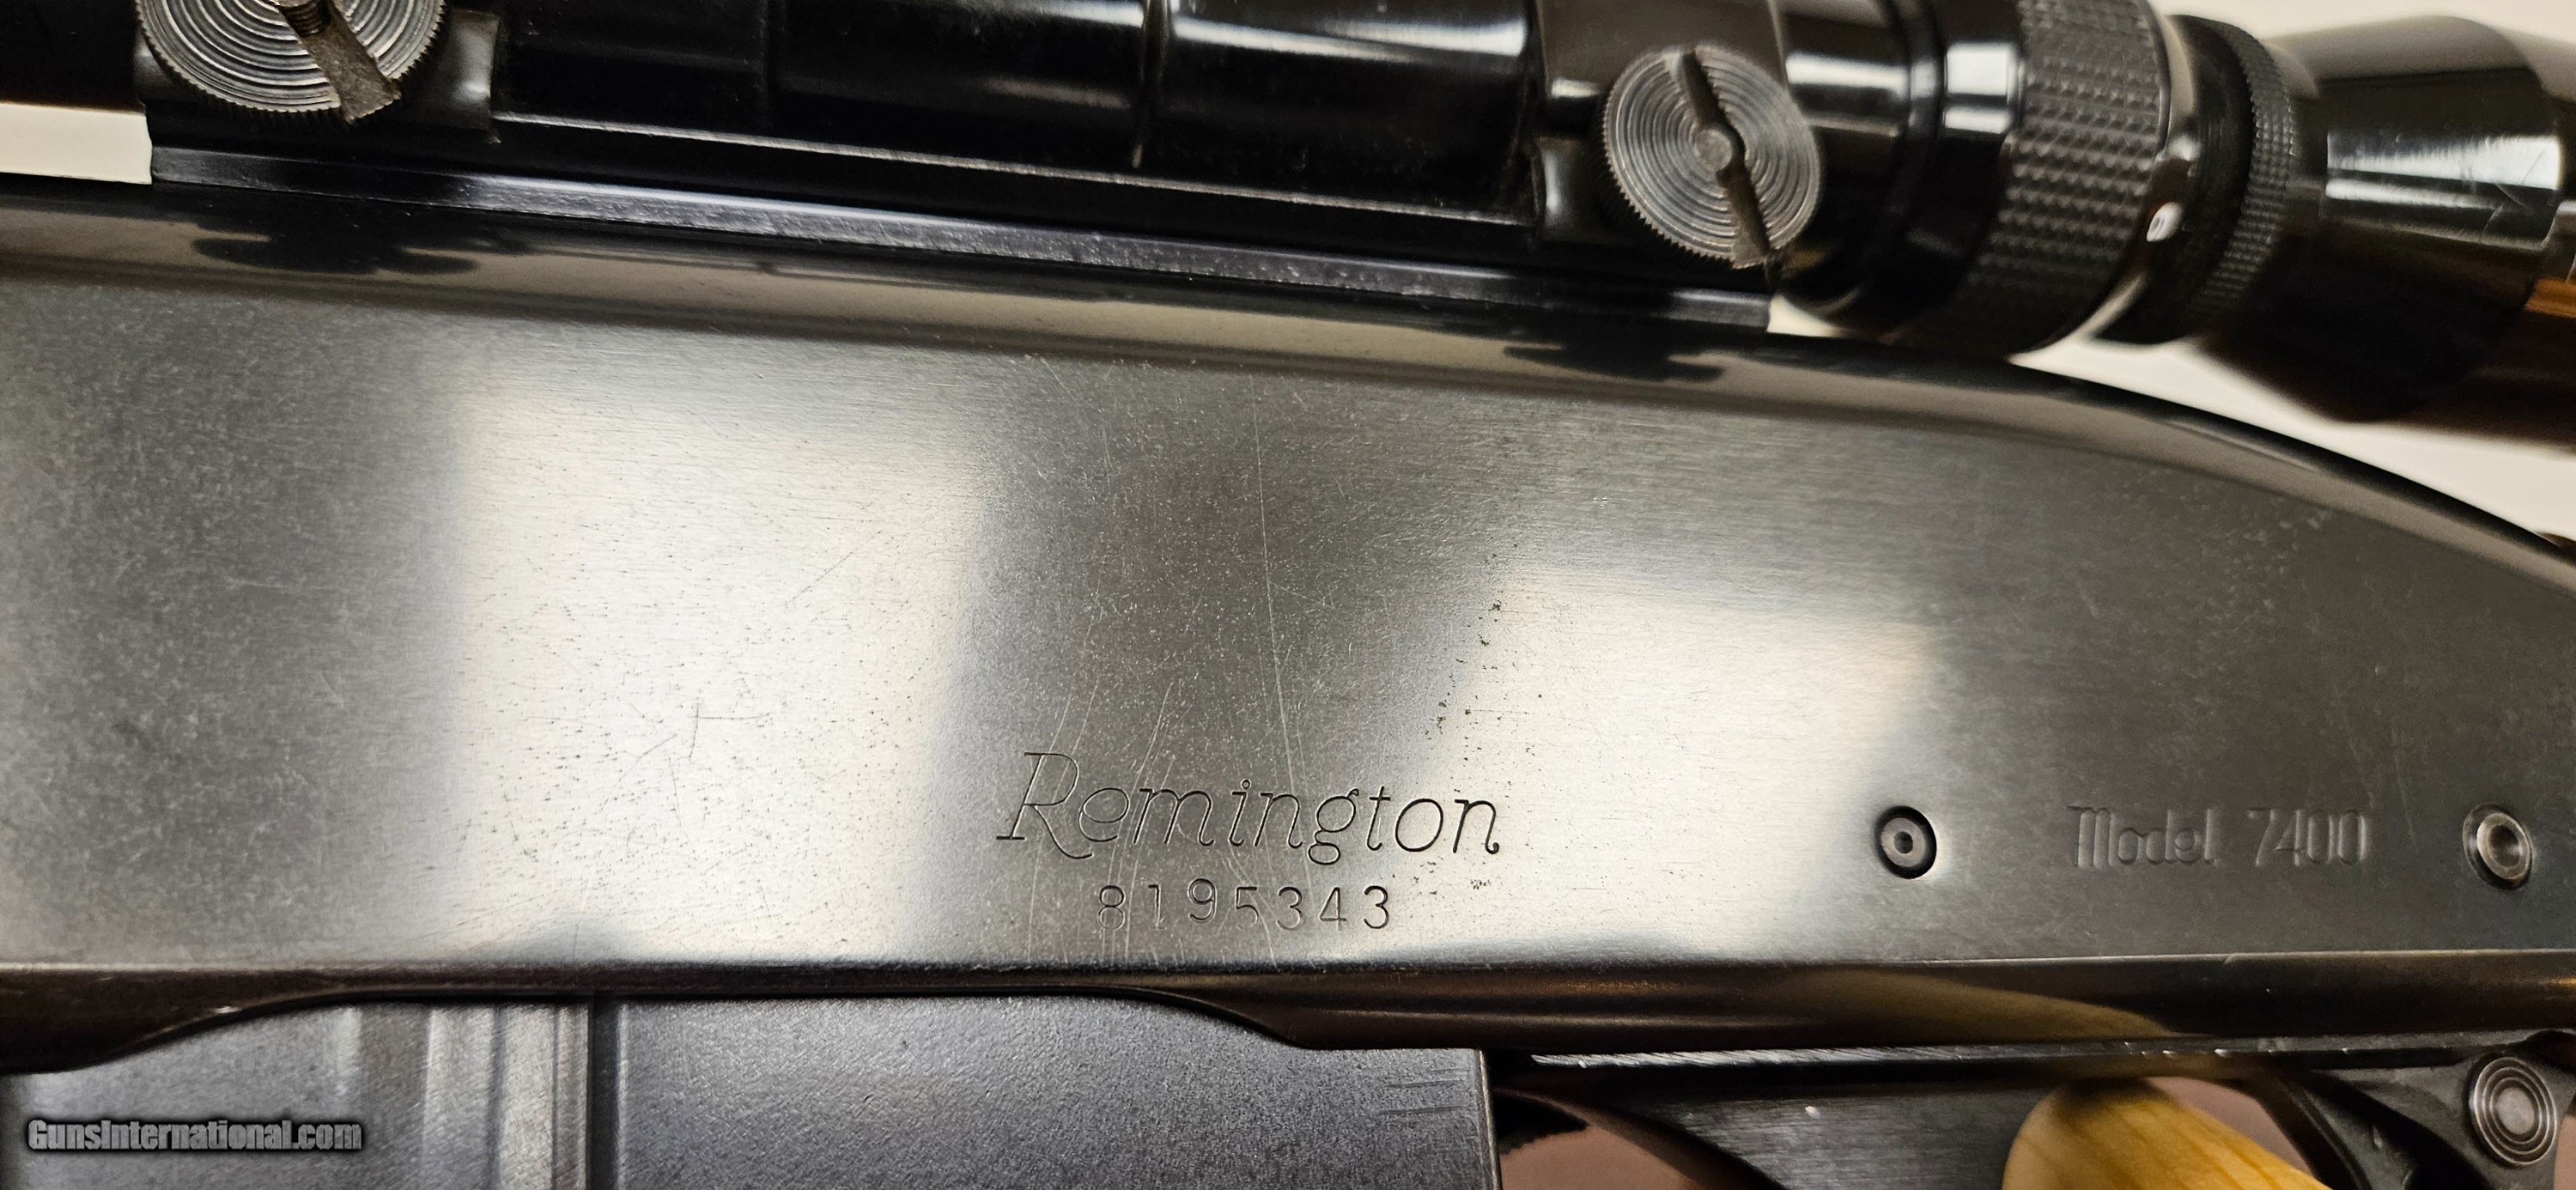 Remington
8195343
Model 7400
GunsInternational.com